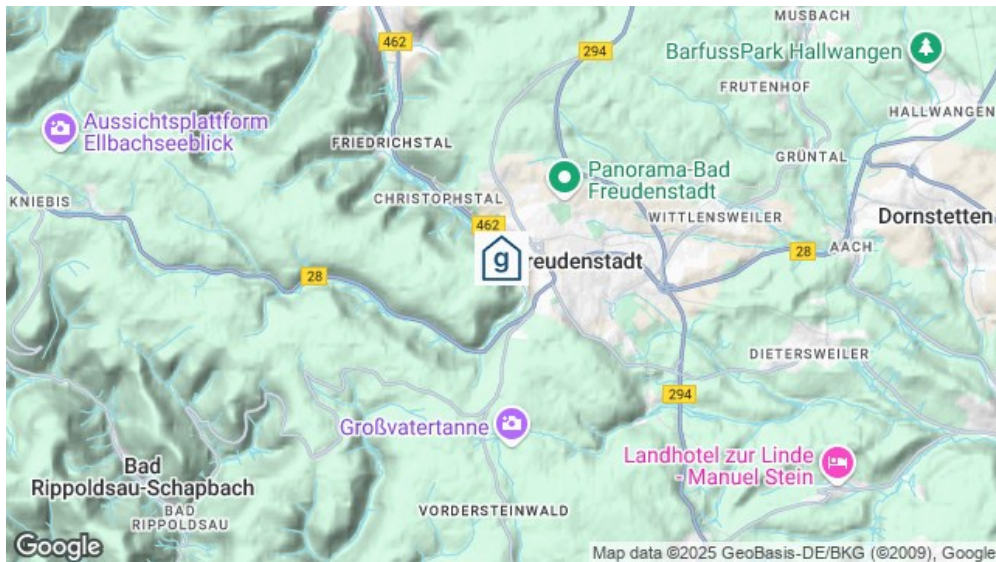 MUSBACH
462
294
BarfussPark Hallwangen
FRUTENHOF
HALLWANGEN
Aussichtsplattform
Ellbachseeblick
FRIEDRICHSTAL
GRÜNTAL
Panorama-Bad
Freudenstadt
KNIEBIS
CHRISTOPHSTAL
WITTLENSWEILER
Dornstetten
462
AACH
28
g
reudenstadt
28
DIETERSWEILER
294
Großvatertanne
Landhotel zur Linde
- Manuel Stein
Bad
Rippoldsau-Schapbach
BAD
RIPPOLDSAU
VORDERSTEINWALD
Google
Map data ©2025 GeoBasis-DE/BKG (©2009), Google